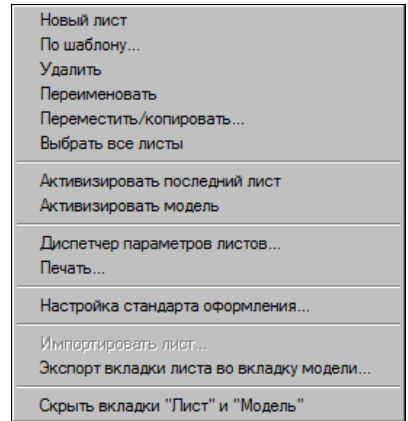 Новый лист
По шаблону...
Удалить
Переименовать
Переместить/копировать...
Выбрать все листы
Активизировать последний лист
Активизировать модель
Диспетчер параметров листов...
Печать...
Настройка стандарта оформления...
Импортировать лист...
Экспорт вкладки листа во вкладку модели...
Скрыть вкладки "Лист" и "Модель"